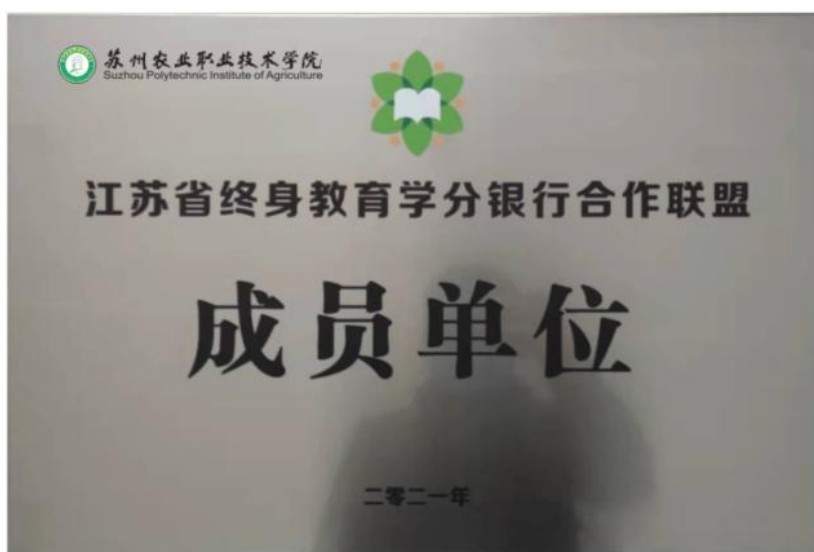 苏州农业职业技术学院
Suzhou Polytechnic Institute of Agriculture
江苏省终身教育学分银行合作联盟
成员单位
二零二一年